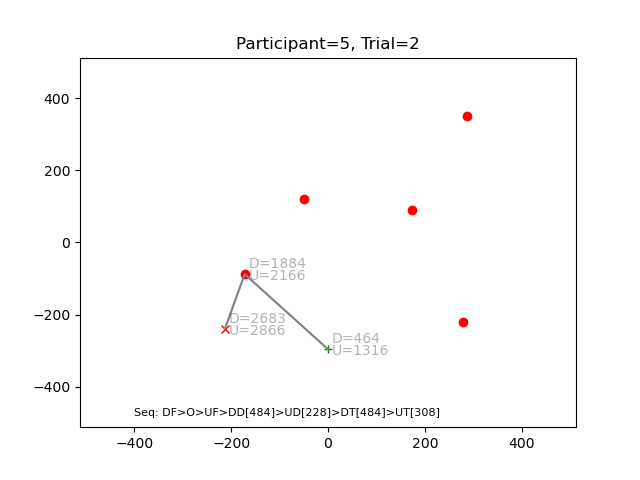 Participant=5, Trial=2
400
200
0
−200
−400
D=1884
U=2166
D=2683
U=2866
D=464
U=1316
Seq: DF>O>UF>DD[484]>UD[228]>DT[484]>UT[308]
−400 −200 0 200 400